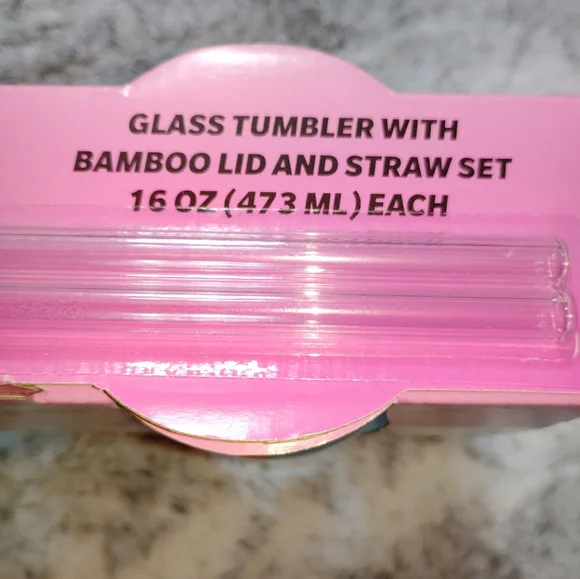 GLASS TUMBLER WITH
BAMBOO LID AND STRAW SET
16 OZ (473 ML) EACH